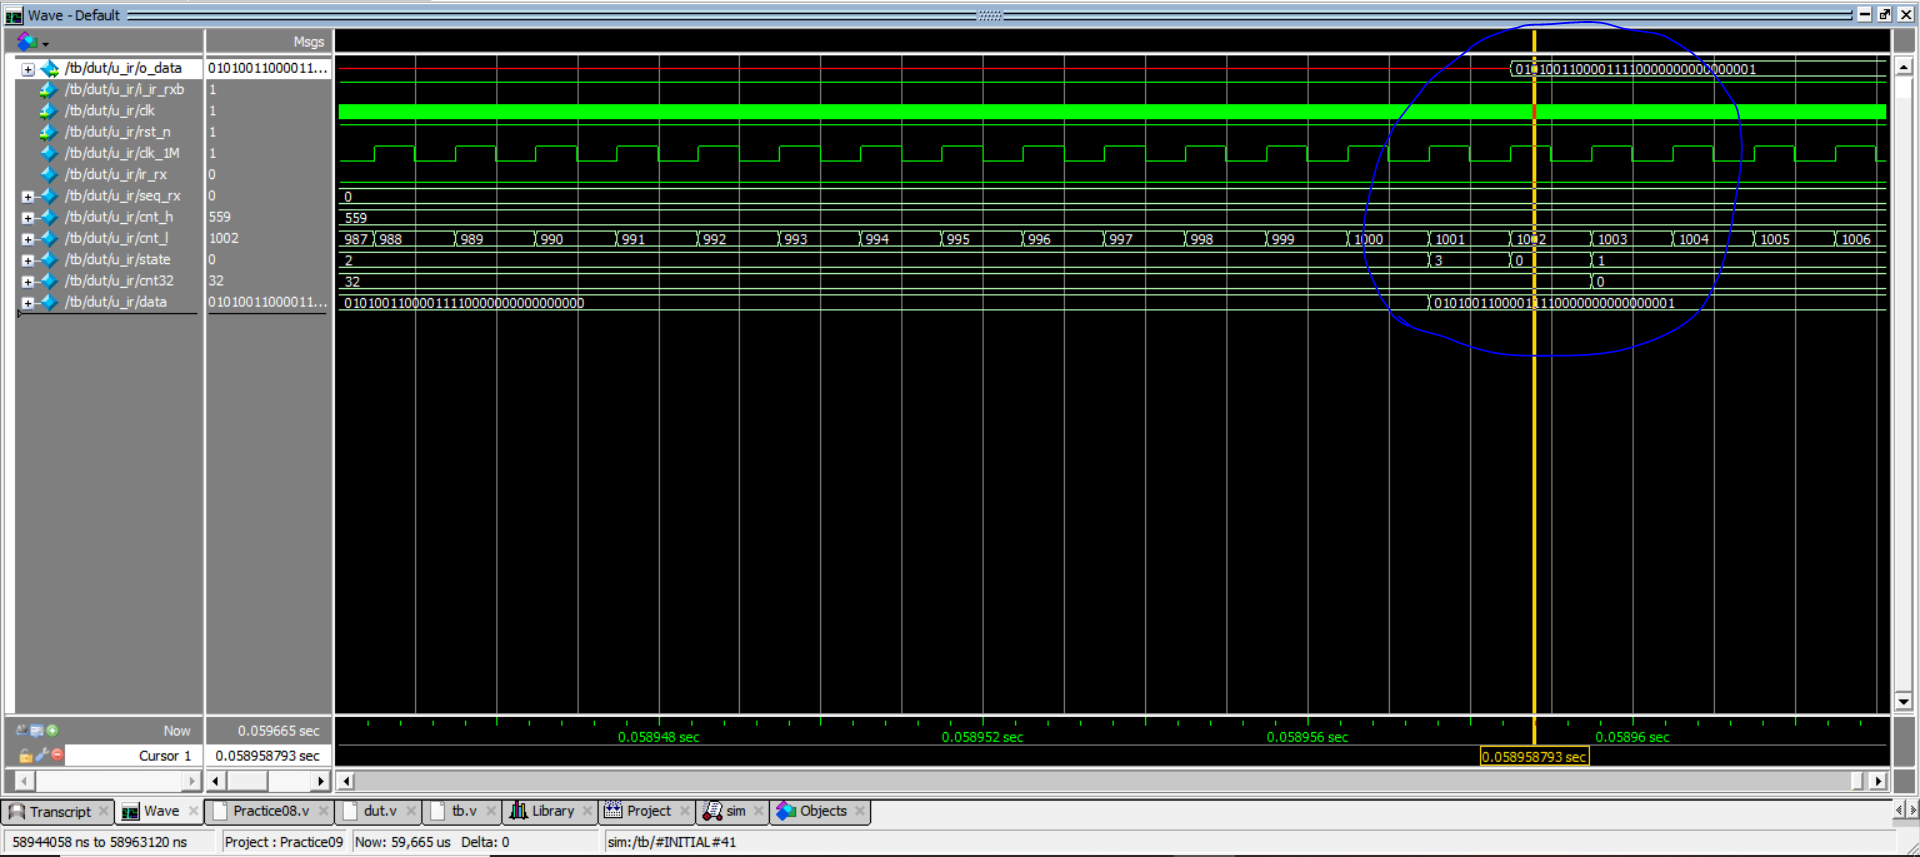 Wave - Default
Msgs
/tb/dut/u_ir/o_data 01010011000011... 01010011000011110000000000000001
/tb/dut/u_ir/i_ir_rxb 1
/tb/dut/u_ir/clk 1
/tb/dut/u_ir/rst_n 1
/tb/dut/u_ir/clk_1M 1
/tb/dut/u_ir/ir_rx 0
/tb/dut/u_ir/seq_rx 0 0
/tb/dut/u_ir/cnt_h 559 559
/tb/dut/u_ir/cnt_l 1002 987 988 989 990 991 992 993 994 995 996 997 998 999 1000 1001 1002 1003 1004 1005 1006
/tb/dut/u_ir/state 0 2 3 0 1
/tb/dut/u_ir/cnt32 32 32 0
/tb/dut/u_ir/data 01010011000011... 01010011000011110000000000000000 01010011000011110000000000000001
Now 0.059665 sec 0.058948 sec 0.058952 sec 0.058956 sec 0.05896 sec
Cursor 1 0.058958793 sec 0.058958793 sec
Transcript Wave Practice08.v dut.v tb.v Library Project sim Objects
58944058 ns to 58963120 ns Project : Practice09 Now: 59,665 us Delta: 0 sim:/tb/#INITIAL#41